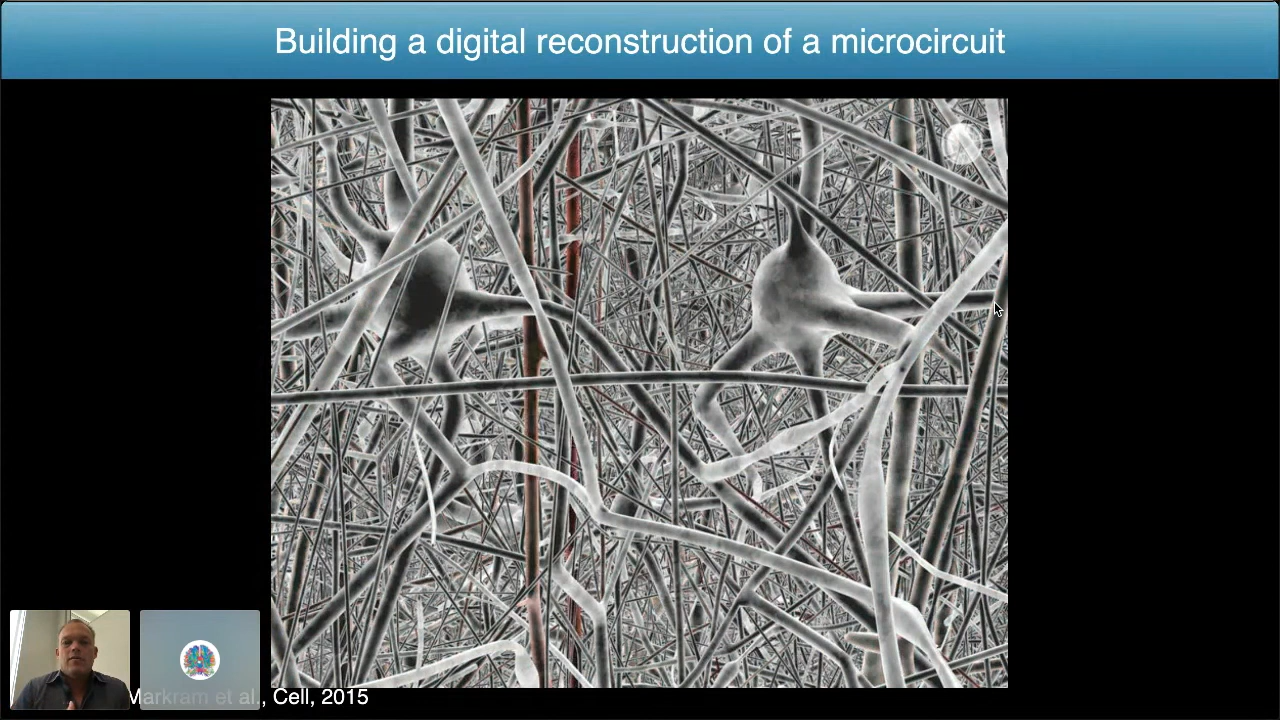 Building a digital reconstruction of a microcircuit
Markram et al., Cell, 2015